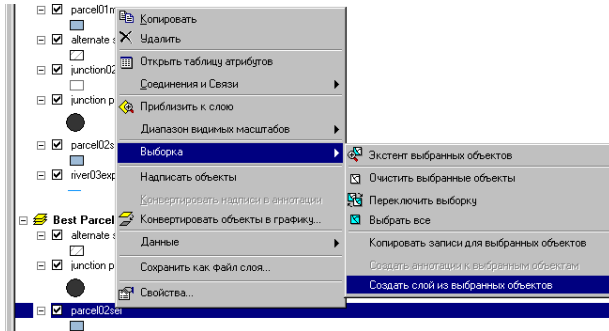 parcel01m
alternate s
junction02
junction p
parcel02s
river03exp
Best Parcel
alternate s
junction p
parcel02sel
Копировать
Удалить
Открыть таблицу атрибутов
Соединения и Связи
Приблизить к слою
Диапазон видимых масштабов
Выборка
Надписать объекты
Конвертировать надписи в аннотации
Конвертировать объекты в графику...
Данные
Сохранить как файл слоя...
Свойства...
Экстент выбранных объектов
Очистить выбранные объекты
Переключить выборку
Выбрать все
Копировать записи для выбранных объектов
Создать аннотации к выбранным объектам
Создать слой из выбранных объектов